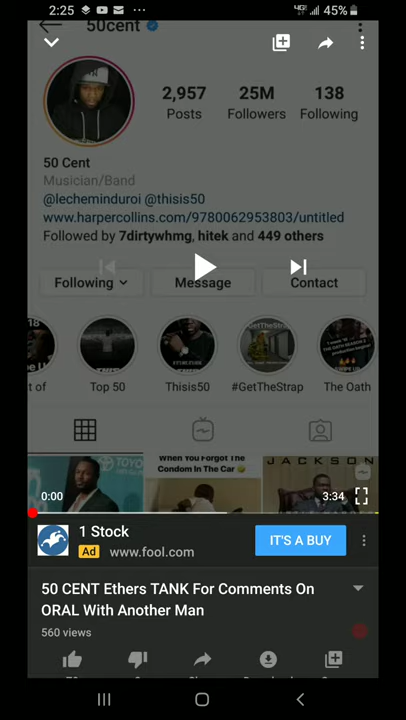 2:25
45%
50cent
2,957
25M
138
Posts
Followers
Following
50 Cent
Musician/Band
@lecheminduroi @thisis50
www.harpercollins.com/9780062953803/untitled
Followed by 7dirtywhmg, hitek and 449 others
Following
Message
Contact
t of
Top 50
Thisis50
#GetTheStrap
The Oath
TOYO
When You Forgot The
Condom In The Car 🤣
JACKSON
0:00
3:34
1 Stock
Ad www.fool.com
IT'S A BUY
50 CENT Ethers TANK For Comments On
ORAL With Another Man
560 views